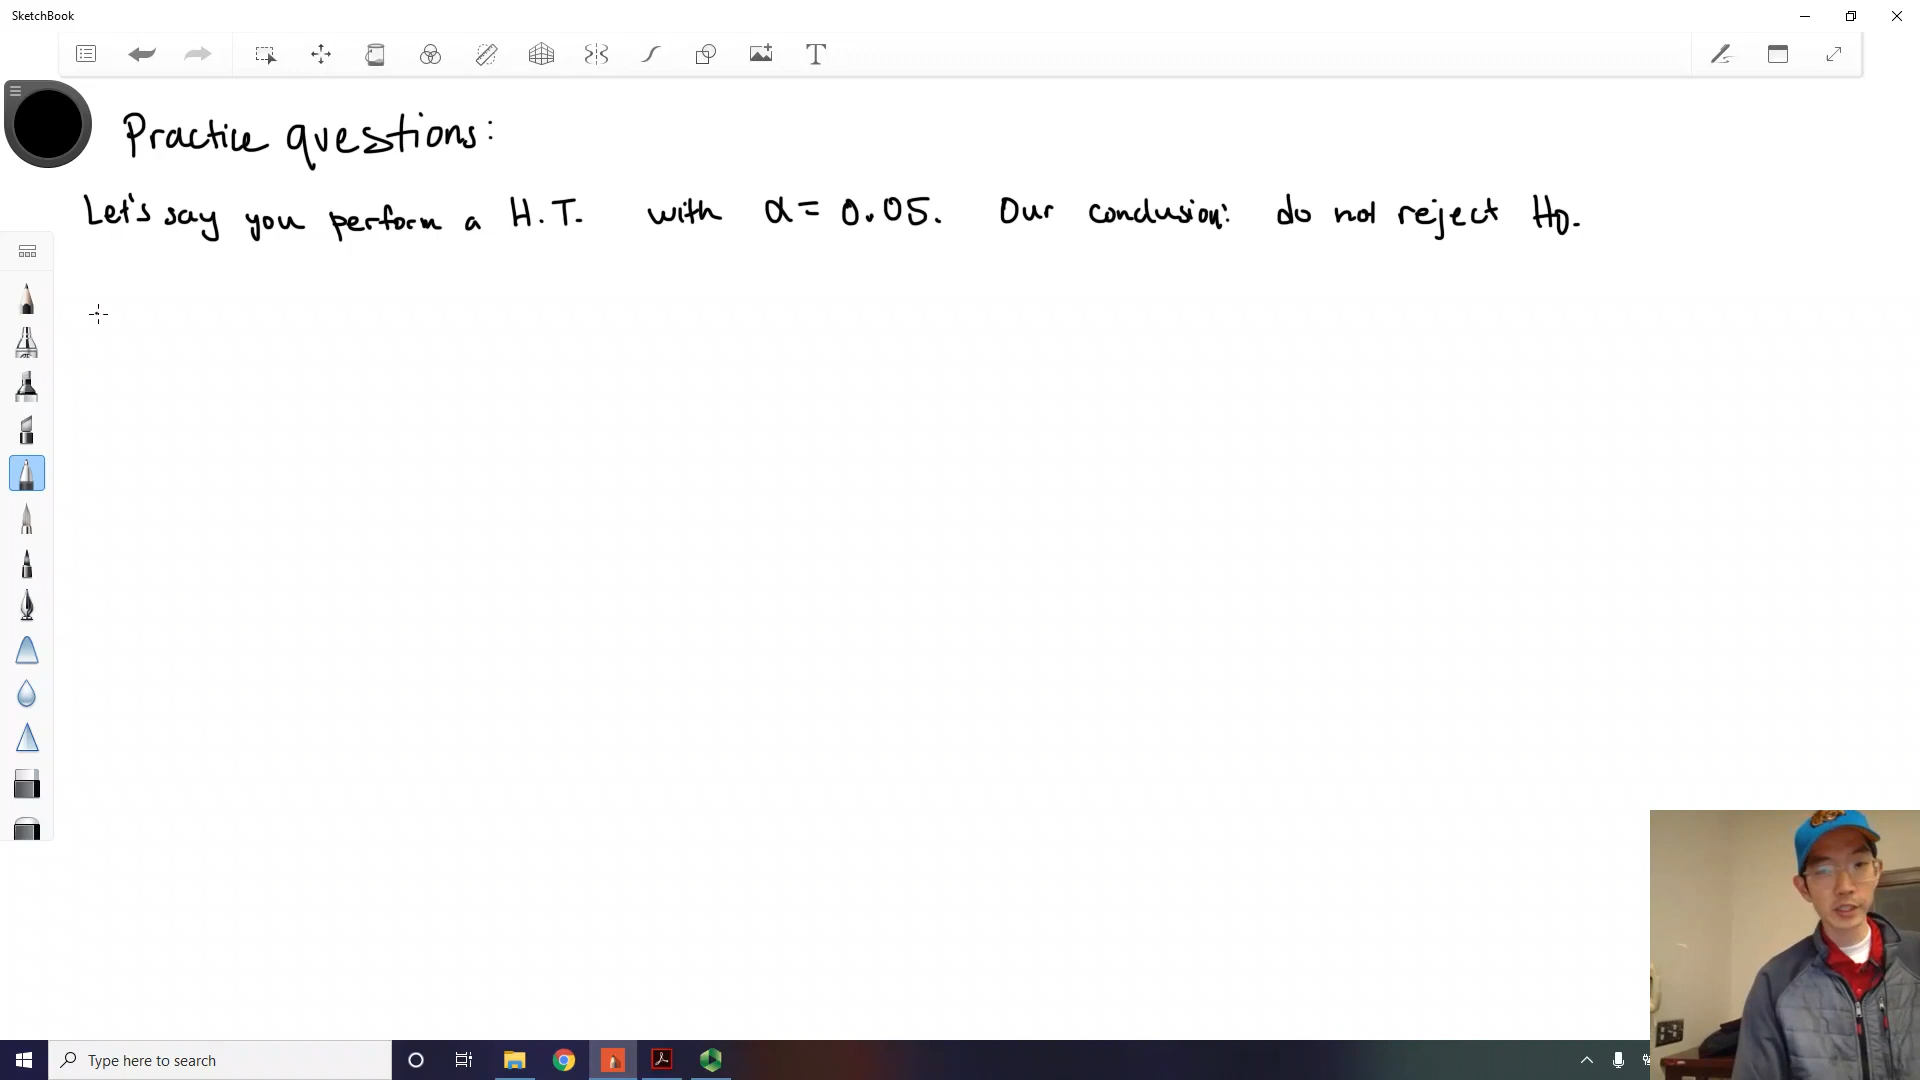 SketchBook
Practice questions:
Let's say you perform a H.T. with α = 0.05. Our conclusion: do not reject H0.
Type here to search